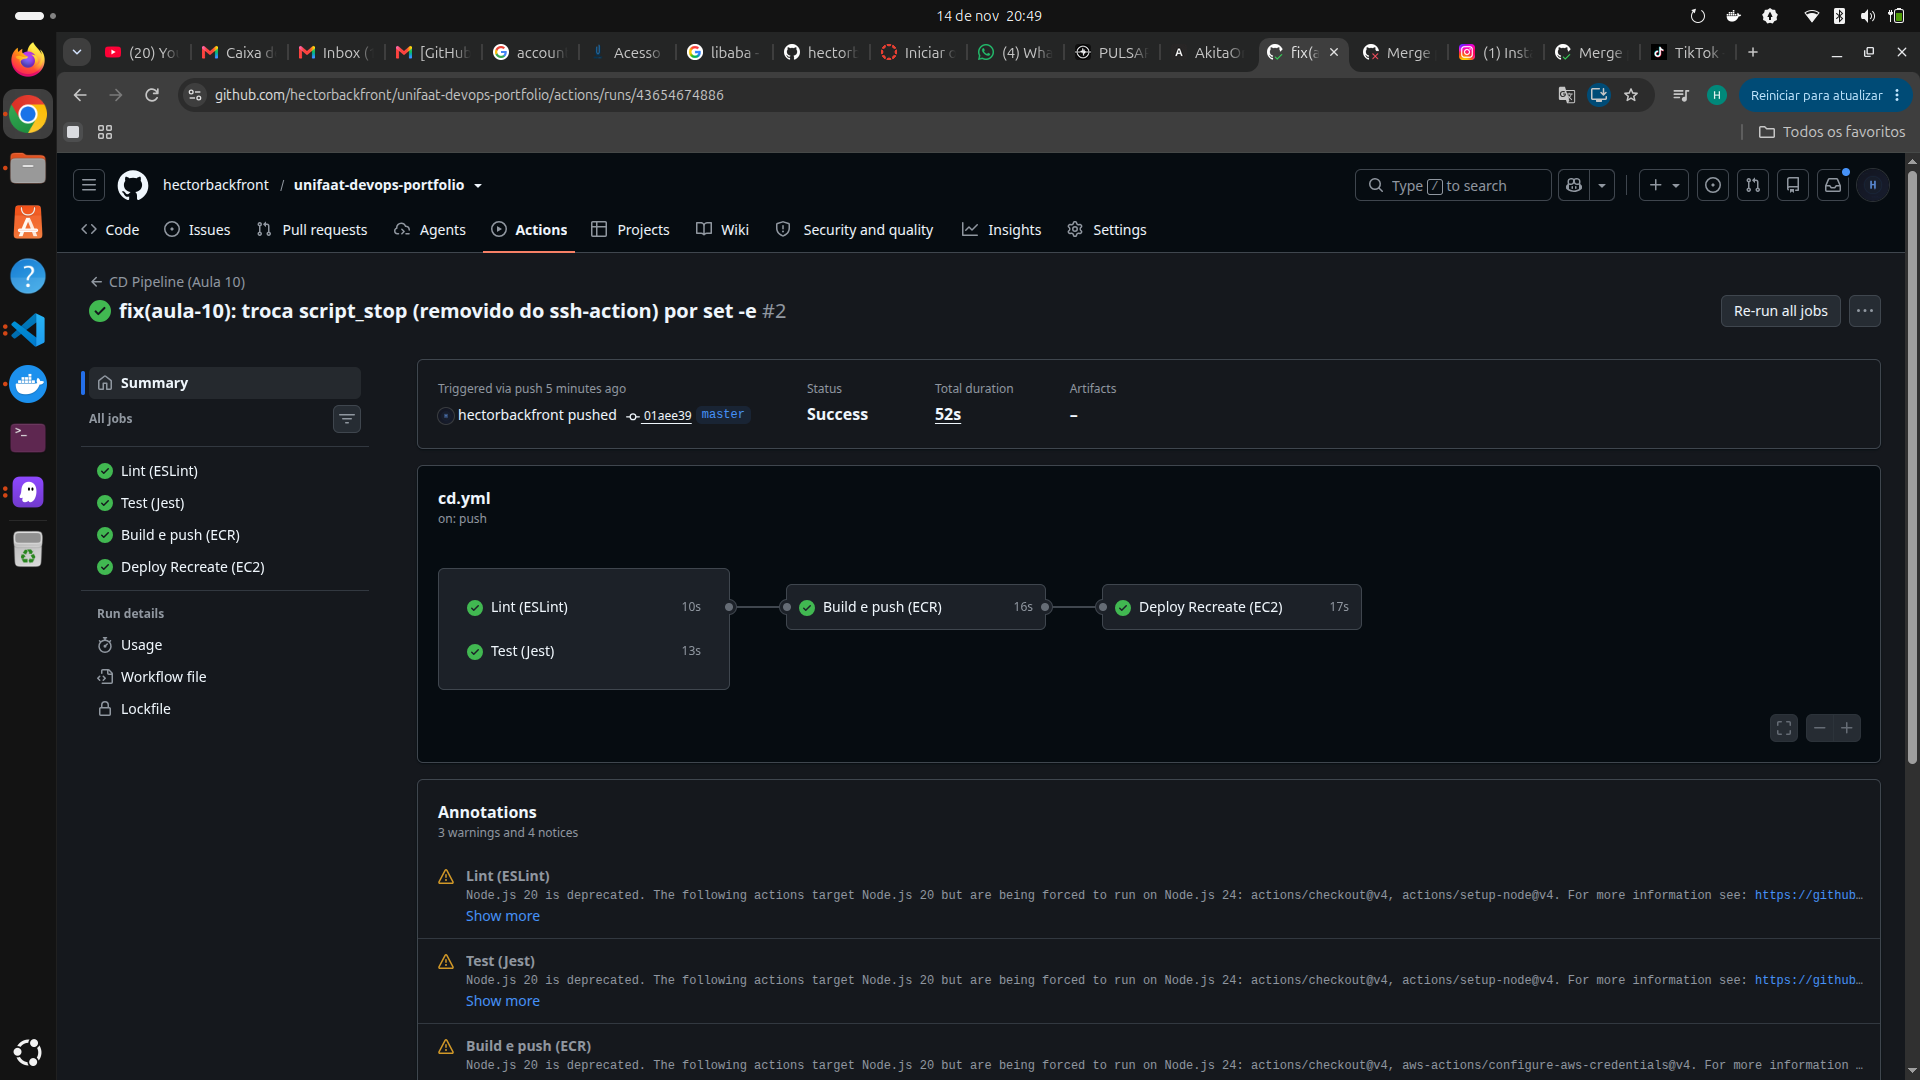 14 de nov 20:49
(20) Yo
Caixa d
Inbox (
[GitHub
accoun
Acesso
libaba -
hectorb
Iniciar
(4) Wha
PULSA
AkitaO
fix(a
Merge
(1) Inst
Merge
TikTok
github.com/hectorbackfront/unifaat-devops-portfolio/actions/runs/43654674886
H
Reiniciar para atualizar
Todos os favoritos
hectorbackfront / unifaat-devops-portfolio
Type / to search
H
Code
Issues
Pull requests
Agents
Actions
Projects
Wiki
Security and quality
Insights
Settings
CD Pipeline (Aula 10)
fix(aula-10): troca script_stop (removido do ssh-action) por set -e #2
Re-run all jobs
Summary
All jobs
Lint (ESLint)
Test (Jest)
Build e push (ECR)
Deploy Recreate (EC2)
Run details
Usage
Workflow file
Lockfile
Triggered via push 5 minutes ago
hectorbackfront pushed 01aee39 master
Status
Success
Total duration
52s
Artifacts
–
cd.yml
on: push
Lint (ESLint) 10s
Test (Jest) 13s
Build e push (ECR) 16s
Deploy Recreate (EC2) 17s
Annotations
3 warnings and 4 notices
Lint (ESLint)
Node.js 20 is deprecated. The following actions target Node.js 20 but are being forced to run on Node.js 24: actions/checkout@v4, actions/setup-node@v4. For more information see: https://github…
Show more
Test (Jest)
Node.js 20 is deprecated. The following actions target Node.js 20 but are being forced to run on Node.js 24: actions/checkout@v4, actions/setup-node@v4. For more information see: https://github…
Show more
Build e push (ECR)
Node.js 20 is deprecated. The following actions target Node.js 20 but are being forced to run on Node.js 24: actions/checkout@v4, aws-actions/configure-aws-credentials@v4. For more information …